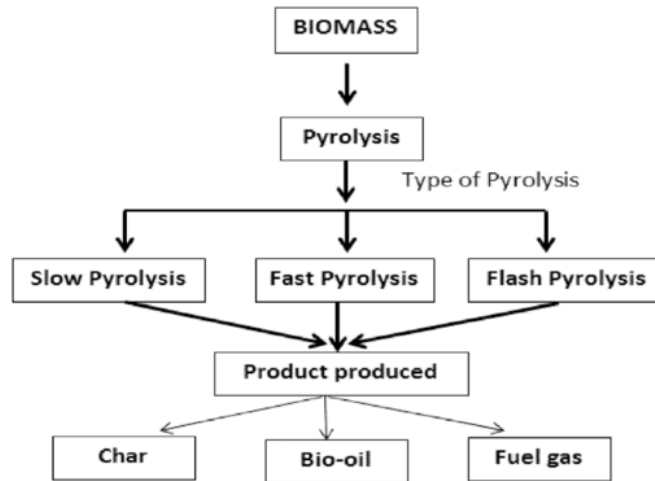 BIOMASS
Pyrolysis
Type of Pyrolysis
Slow Pyrolysis
Fast Pyrolysis
Flash Pyrolysis
Product produced
Char
Bio-oil
Fuel gas